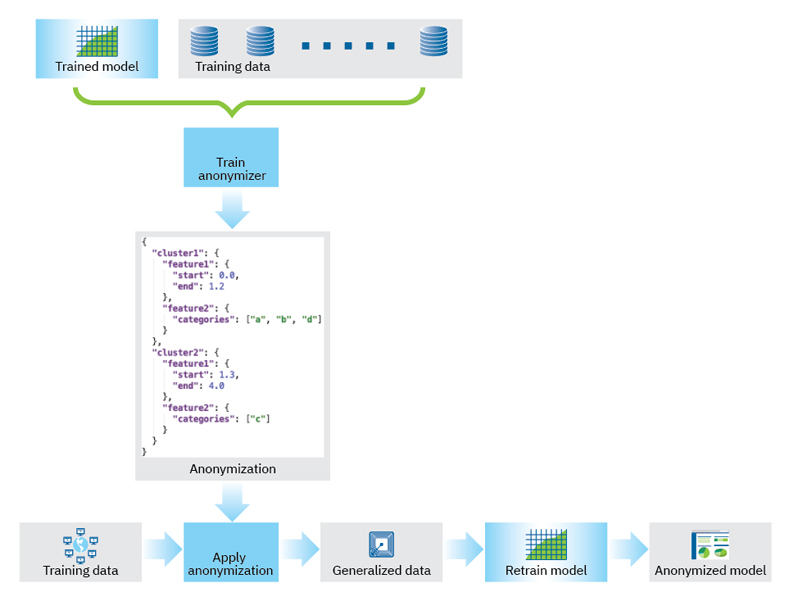 Trained model
Training data
Train
anonymizer
{
"cluster1": {
"feature1": {
"start": 0.0,
"end": 1.2
},
"feature2": {
"categories": ["a", "b", "d"]
}
},
"cluster2": {
"feature1": {
"start": 1.3,
"end": 4.0
},
"feature2": {
"categories": ["c"]
}
}
}
Anonymization
Training data
Apply
anonymization
Generalized data
Retrain model
Anonymized model